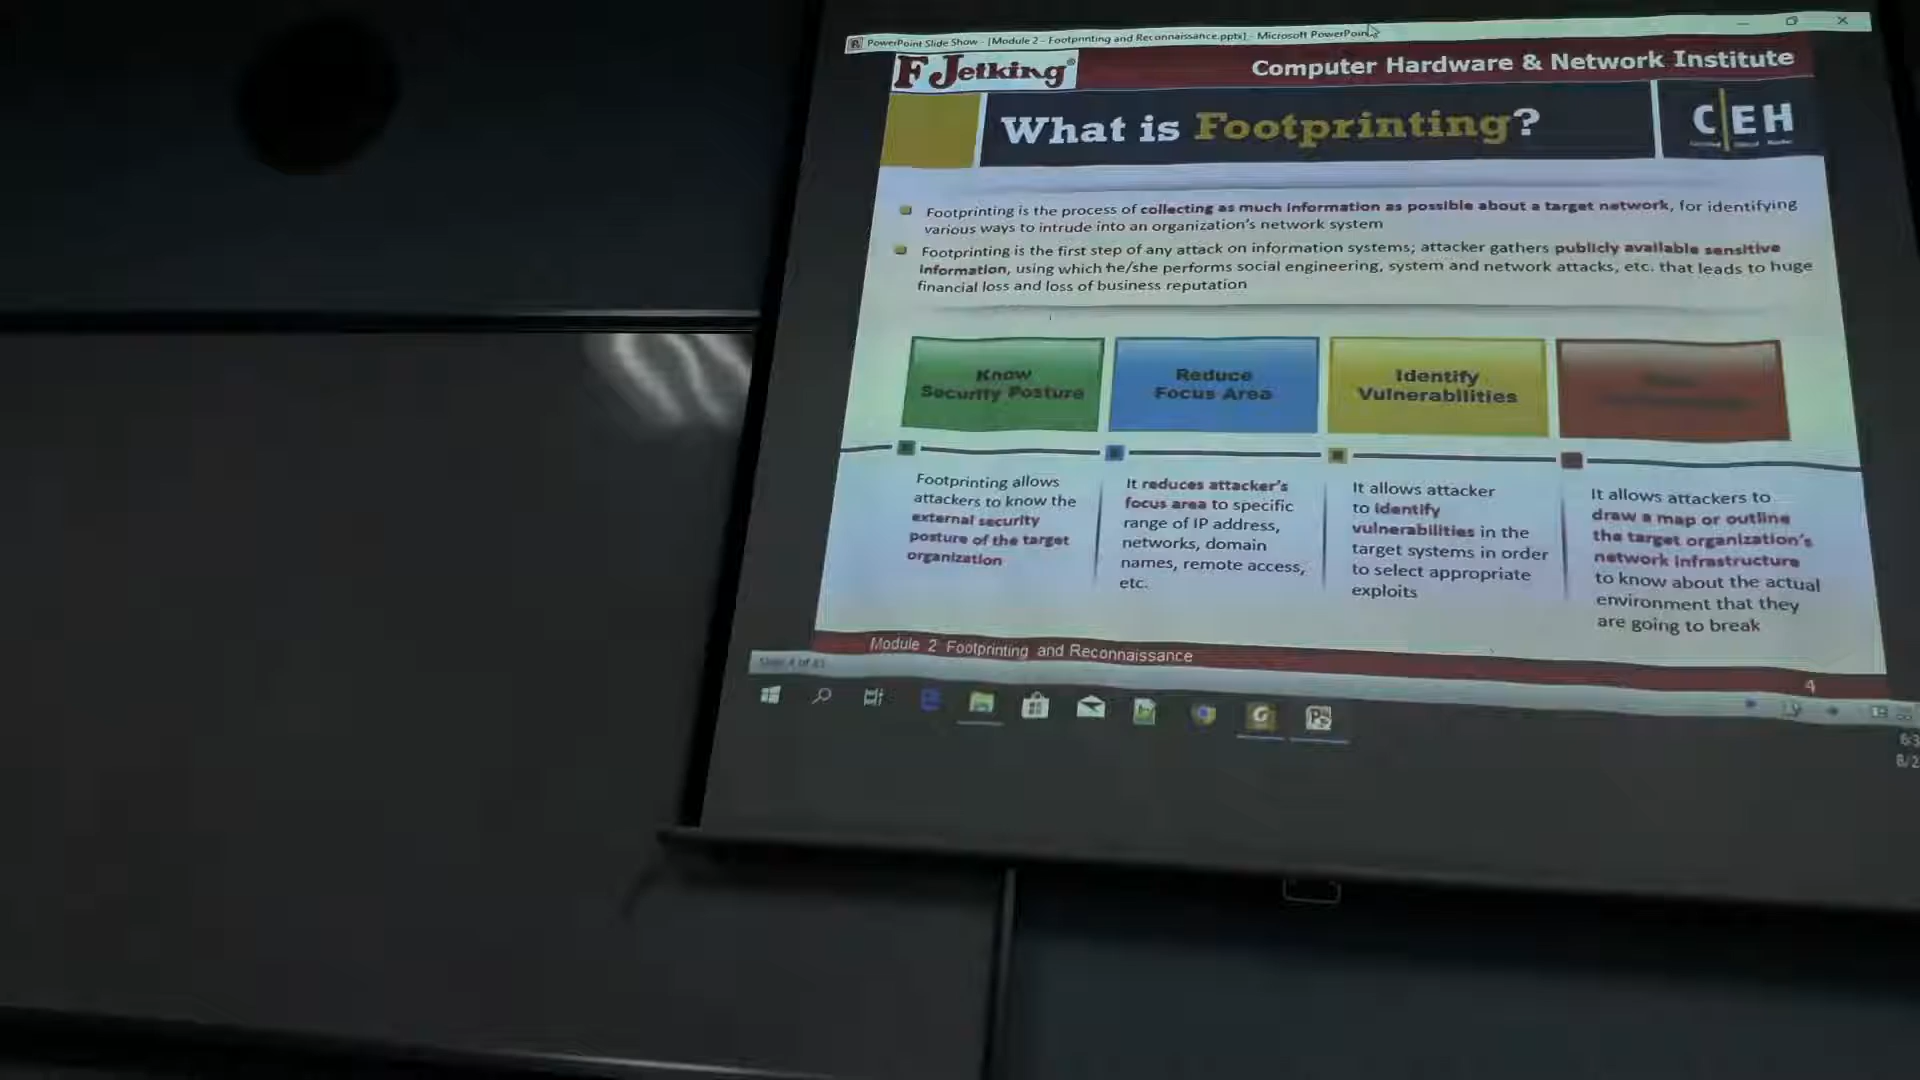 PowerPoint Slide Show - [Module 2 - Footprinting and Reconnaissance.pptx] - Microsoft PowerPoint
Jetking
Computer Hardware & Network Institute
What is Footprinting?
C|EH
Footprinting is the process of collecting as much information as possible about a target network, for identifying
various ways to intrude into an organization's network system
Footprinting is the first step of any attack on information systems; attacker gathers publicly available sensitive
information, using which he/she performs social engineering, system and network attacks, etc. that leads to huge
financial loss and loss of business reputation
Know
Security Posture
Reduce
Focus Area
Identify
Vulnerabilities
Footprinting allows
attackers to know the
external security
posture of the target
organization
It reduces attacker's
focus area to specific
range of IP address,
networks, domain
names, remote access,
etc.
It allows attacker
to identify
vulnerabilities in the
target systems in order
to select appropriate
exploits
It allows attackers to
draw a map or outline
the target organization's
network infrastructure
to know about the actual
environment that they
are going to break
Module 2 Footprinting and Reconnaissance
4